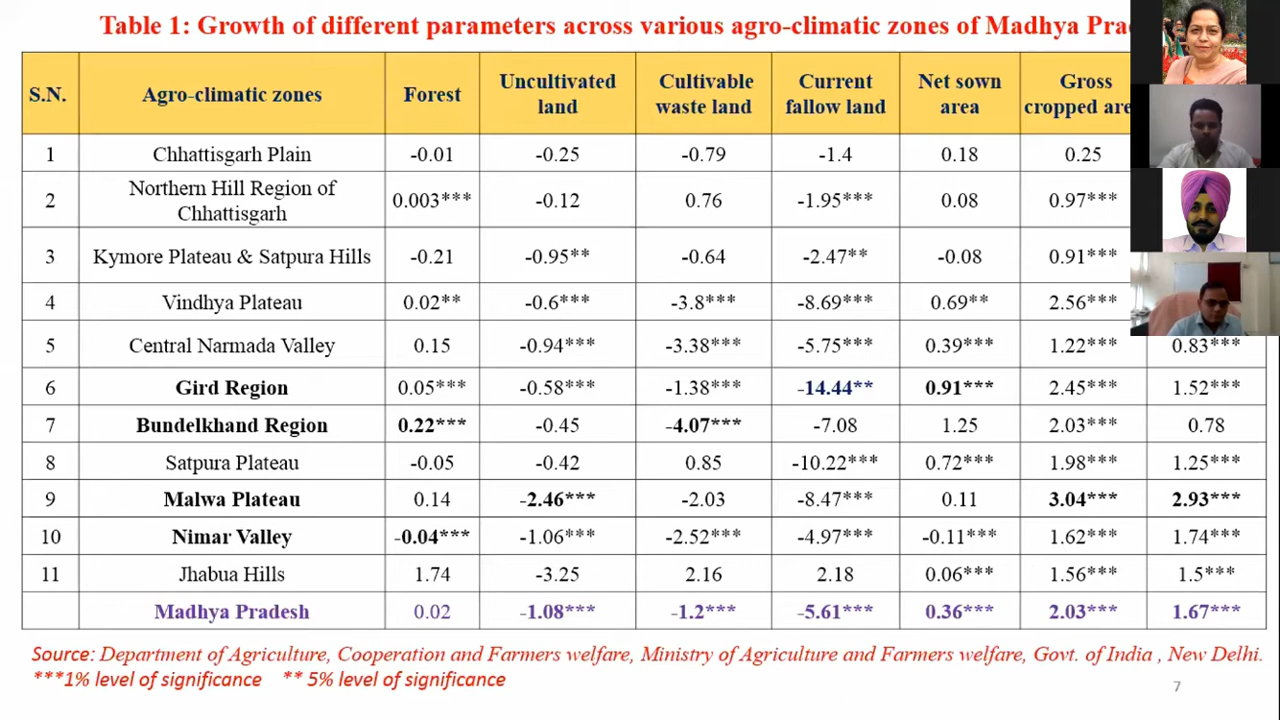 Table 1: Growth of different parameters across various agro-climatic zones of Madhya
S.N. Agro-climatic zones Forest Uncultivated land Cultivable waste land Current fallow land Net sown area Gross cropped
1 Chhattisgarh Plain -0.01 -0.25 -0.79 -1.4 0.18 0.25
2 Northern Hill Region of Chhattisgarh 0.003*** -0.12 0.76 -1.95*** 0.08 0.97***
3 Kymore Plateau & Satpura Hills -0.21 -0.95** -0.64 -2.47** -0.08 0.91***
4 Vindhya Plateau 0.02** -0.6*** -3.8*** -8.69*** 0.69** 2.56***
5 Central Narmada Valley 0.15 -0.94*** -3.38*** -5.75*** 0.39*** 1.22*** 0.83***
6 Gird Region 0.05*** -0.58*** -1.38*** -14.44** 0.91*** 2.45*** 1.52***
7 Bundelkhand Region 0.22*** -0.45 -4.07*** -7.08 1.25 2.03*** 0.78
8 Satpura Plateau -0.05 -0.42 0.85 -10.22*** 0.72*** 1.98*** 1.25***
9 Malwa Plateau 0.14 -2.46*** -2.03 -8.47*** 0.11 3.04*** 2.93***
10 Nimar Valley -0.04*** -1.06*** -2.52*** -4.97*** -0.11*** 1.62*** 1.74***
11 Jhabua Hills 1.74 -3.25 2.16 2.18 0.06*** 1.56*** 1.5***
Madhya Pradesh 0.02 -1.08*** -1.2*** -5.61*** 0.36*** 2.03*** 1.67***
Source: Department of Agriculture, Cooperation and Farmers welfare, Ministry of Agriculture and Farmers welfare, Govt. of India , New Delhi.
***1% level of significance ** 5% level of significance
7